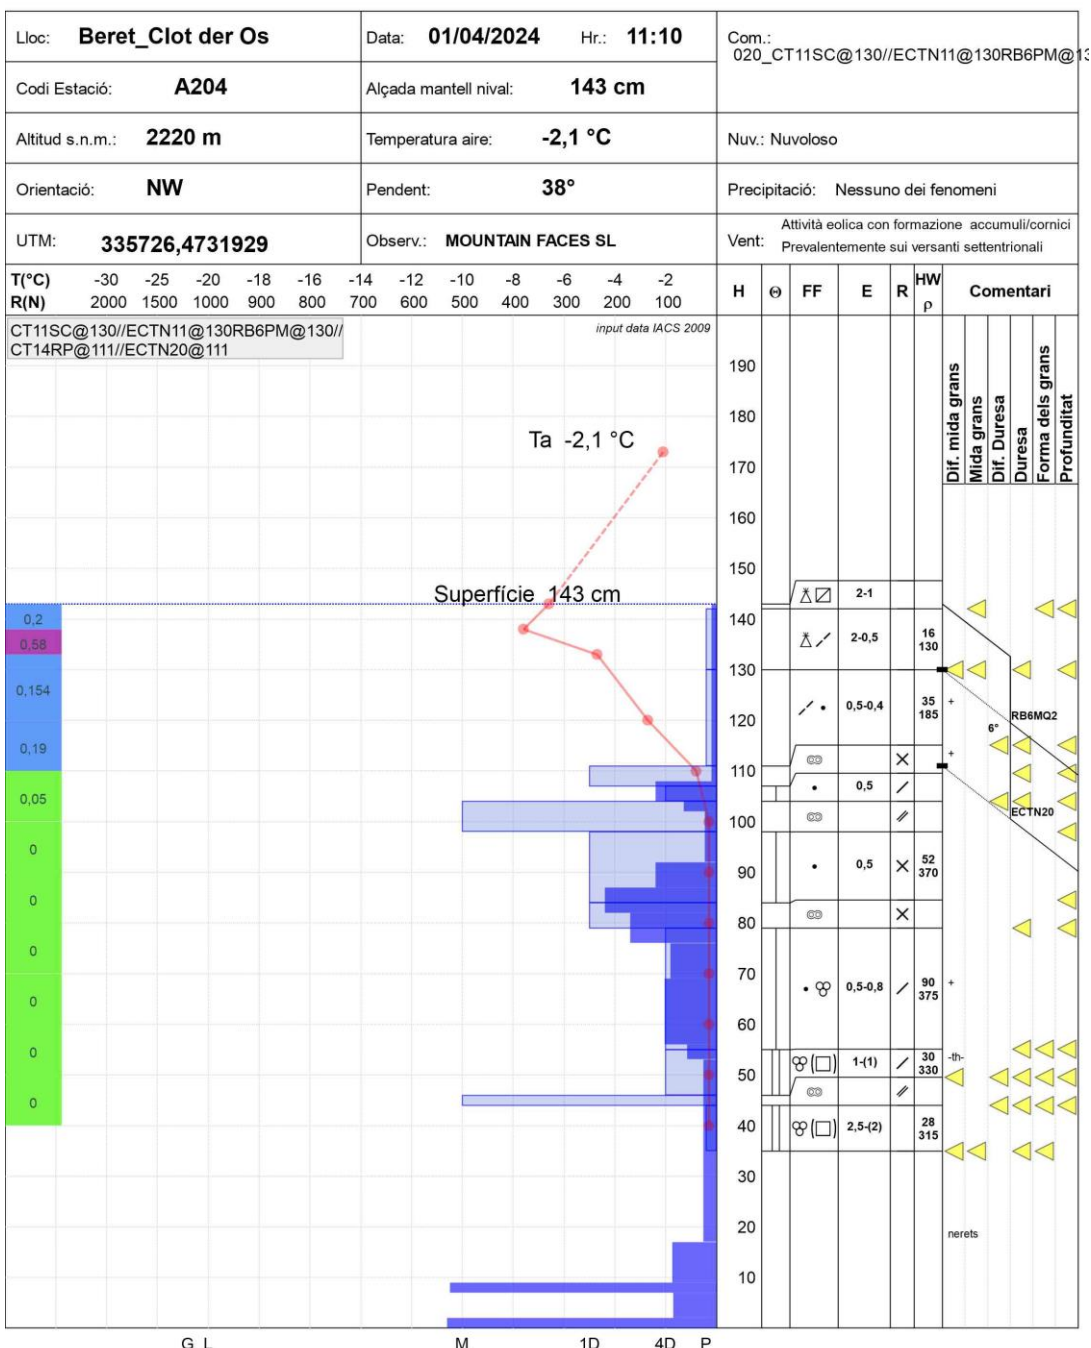 Lloc: Beret_Clot der Os
Data: 01/04/2024 Hr.: 11:10
Com.:
020_CT11SC@130//ECTN11@130RB6PM@13
Codi Estació: A204
Alçada mantell nival: 143 cm
Altitud s.n.m.: 2220 m
Temperatura aire: -2,1 °C
Nuv.: Nuvoloso
Orientació: NW
Pendent: 38°
Precipitació: Nessuno dei fenomeni
UTM: 335726,4731929
Observ.: MOUNTAIN FACES SL
Vent: Attività eolica con formazione accumuli/cornici
Prevalentemente sui versanti settentrionali
T(°C) -30 -25 -20 -18 -16 -14 -12 -10 -8 -6 -4 -2
R(N) 2000 1500 1000 900 800 700 600 500 400 300 200 100
H Θ FF E R HW ρ Comentari
CT11SC@130//ECTN11@130RB6PM@130//
CT14RP@111//ECTN20@111
input data IACS 2009
Dif. mida grans
Mida grans
Dif. Duresa
Duresa
Forma dels grans
Profunditat
190
180
Ta -2,1 °C
170
160
150
Superfície 143 cm
2-1
0,2
140
0,58
2-0,5
16
130
130
0,154
0,5-0,4
35
185
+
RB6MQ2
120
6°
0,19
+
110
0,05
0,5
ECTN20
100
0
90
0,5
52
370
0
80
0
70
0,5-0,8
90
375
+
0
60
0
50
1-(1)
30
330
-th-
0
40
2,5-(2)
28
315
30
20
nerets
10
G L M 1D 4D P